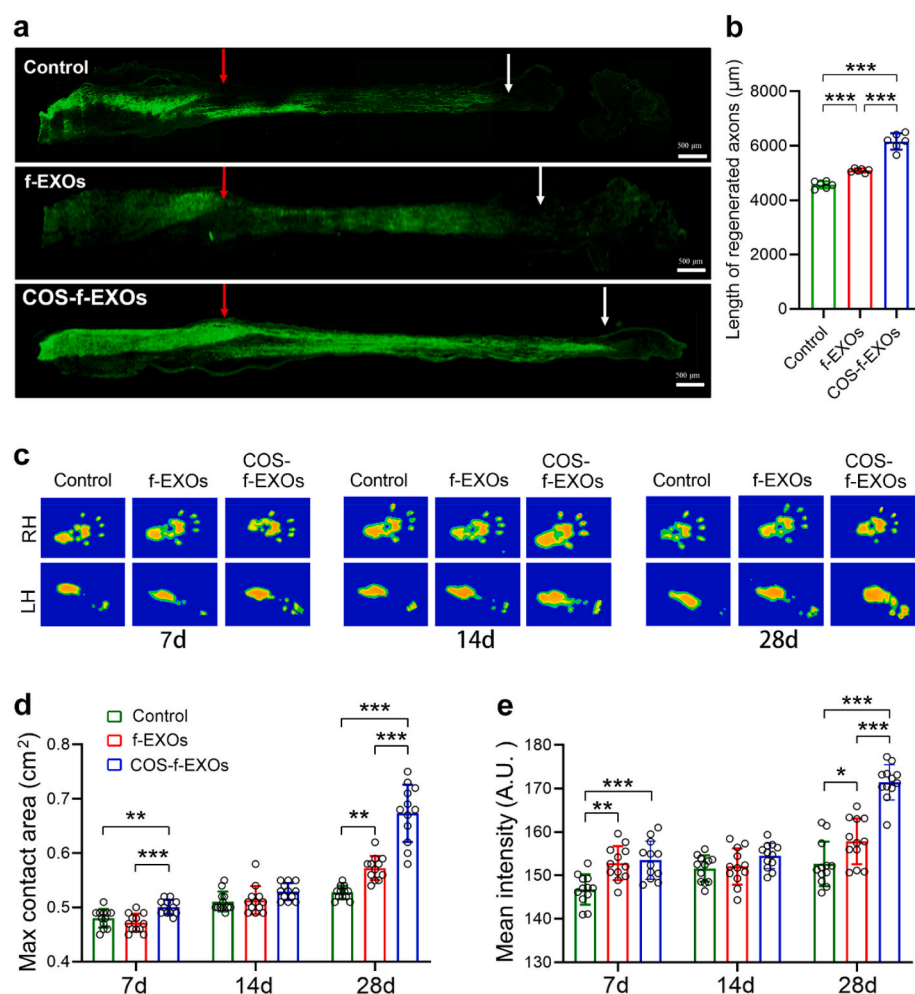 a
Control
500 µm
f-EXOs
500 µm
COS-f-EXOs
500 µm
b
Length of regenerated axons (µm)
8000
6000
4000
2000
0
***
***
***
Control
f-EXOs
COS-f-EXOs
c
Control
f-EXOs
COS-
f-EXOs
Control
f-EXOs
COS-
f-EXOs
Control
f-EXOs
COS-
f-EXOs
RH
LH
7d
14d
28d
d
Control
f-EXOs
COS-f-EXOs
Max contact area (cm²)
0.8
0.7
0.6
0.5
0.4
**
***
***
***
**
7d
14d
28d
e
Mean intensity (A.U. )
180
170
160
150
140
130
***
**
***
***
*
7d
14d
28d